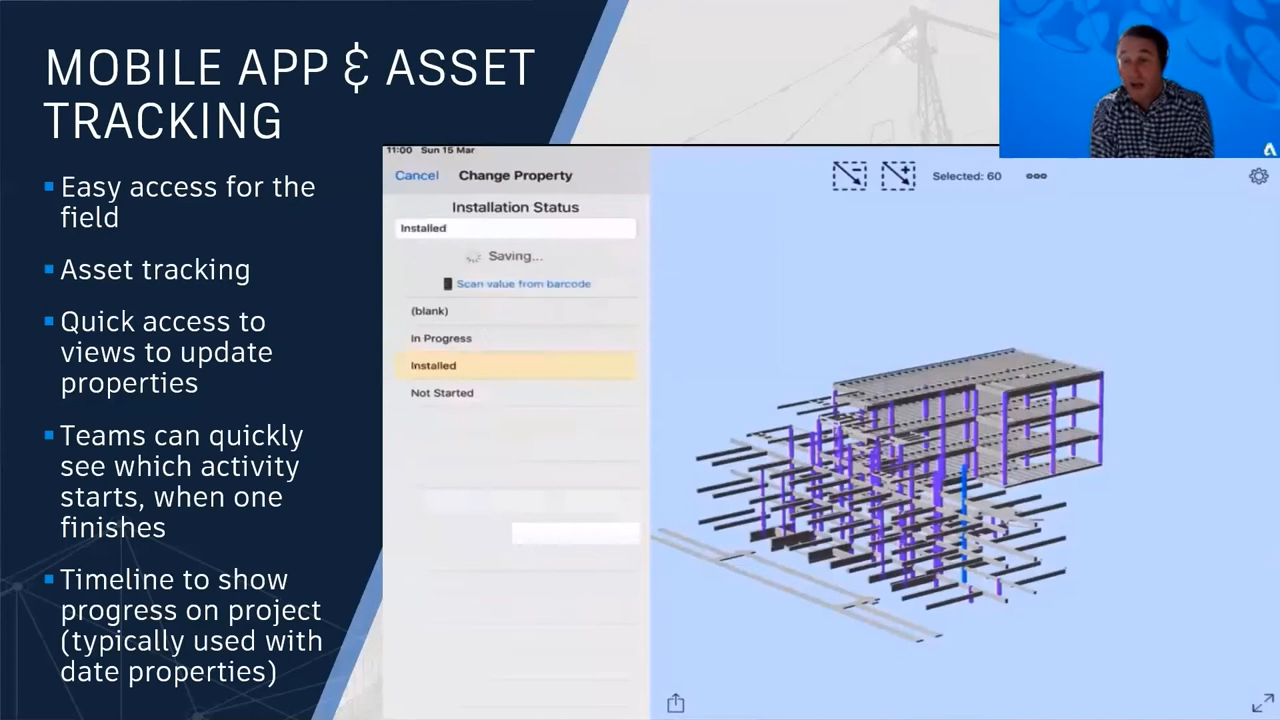 MOBILE APP & ASSET
TRACKING
Easy access for the
field
Asset tracking
Quick access to
views to update
properties
Teams can quickly
see which activity
starts, when one
finishes
Timeline to show
progress on project
(typically used with
date properties)
11:00 Sun 15 Mar
Cancel Change Property
Installation Status
Installed
Saving...
Scan value from barcode
(blank)
In Progress
Installed
Not Started
Selected: 60